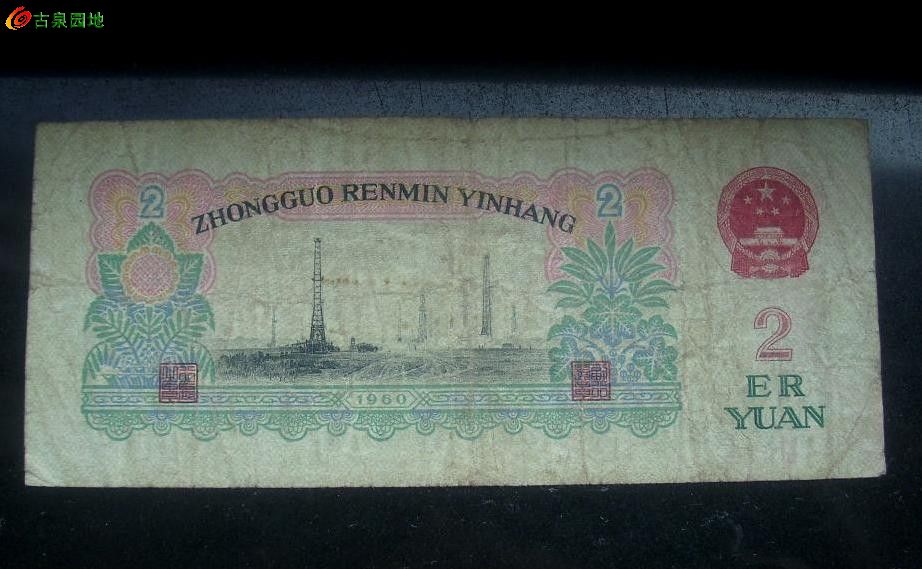 古泉园地
ZHONGGUO RENMIN YINHANG
2
2
2
ER
YUAN
1960